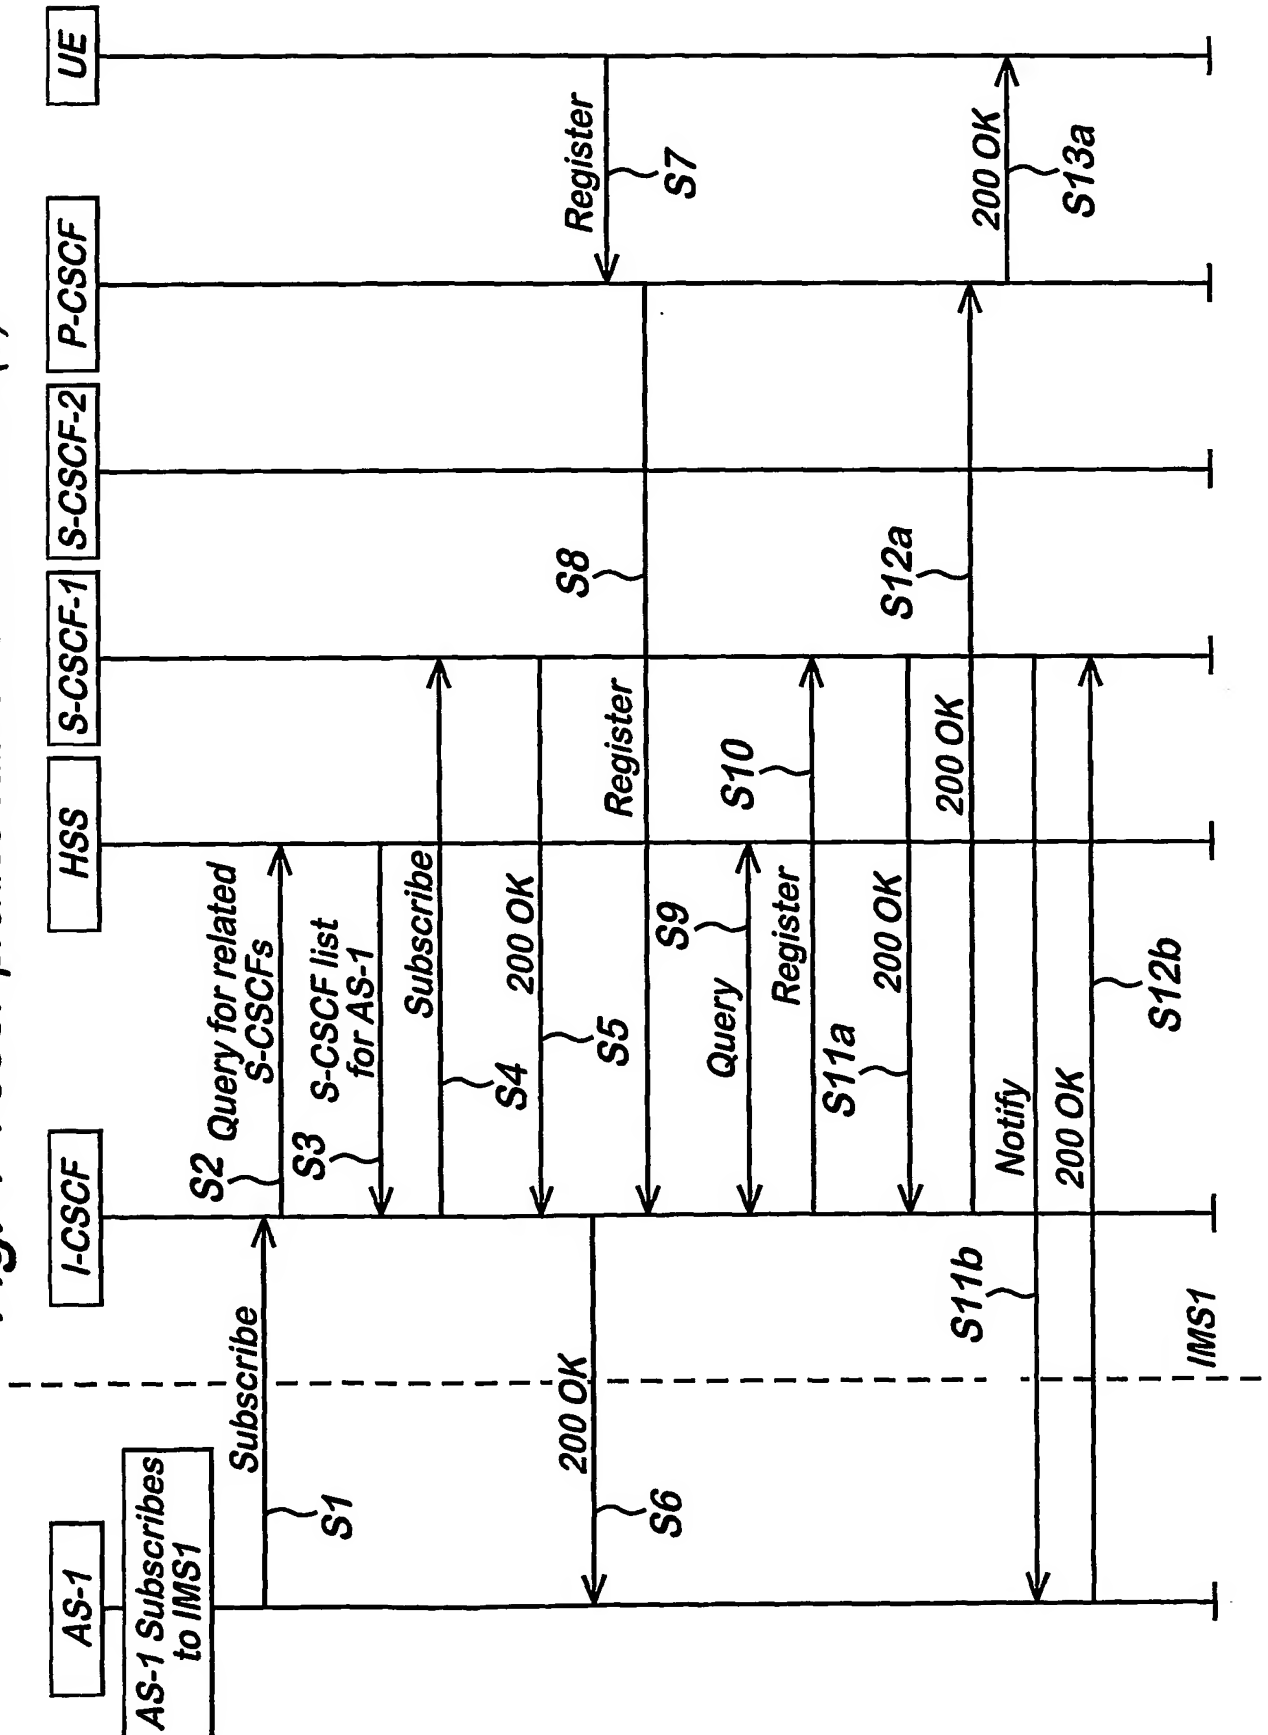 AS-1
I-CSCF
HSS
S-CSCF-1
S-CSCF-2
P-CSCF
UE
AS-1 Subscribes
to IMS1
Subscribe
S1
S2
Query for related
S-CSCFs
S3
S-CSCF list
for AS-1
Subscribe
S4
200 OK
S5
200 OK
S6
Register
S7
S8
Register
Query
S9
Register
S10
S11a
200 OK
200 OK
S12a
200 OK
S13a
Notify
S11b
200 OK
S12b
IMS1